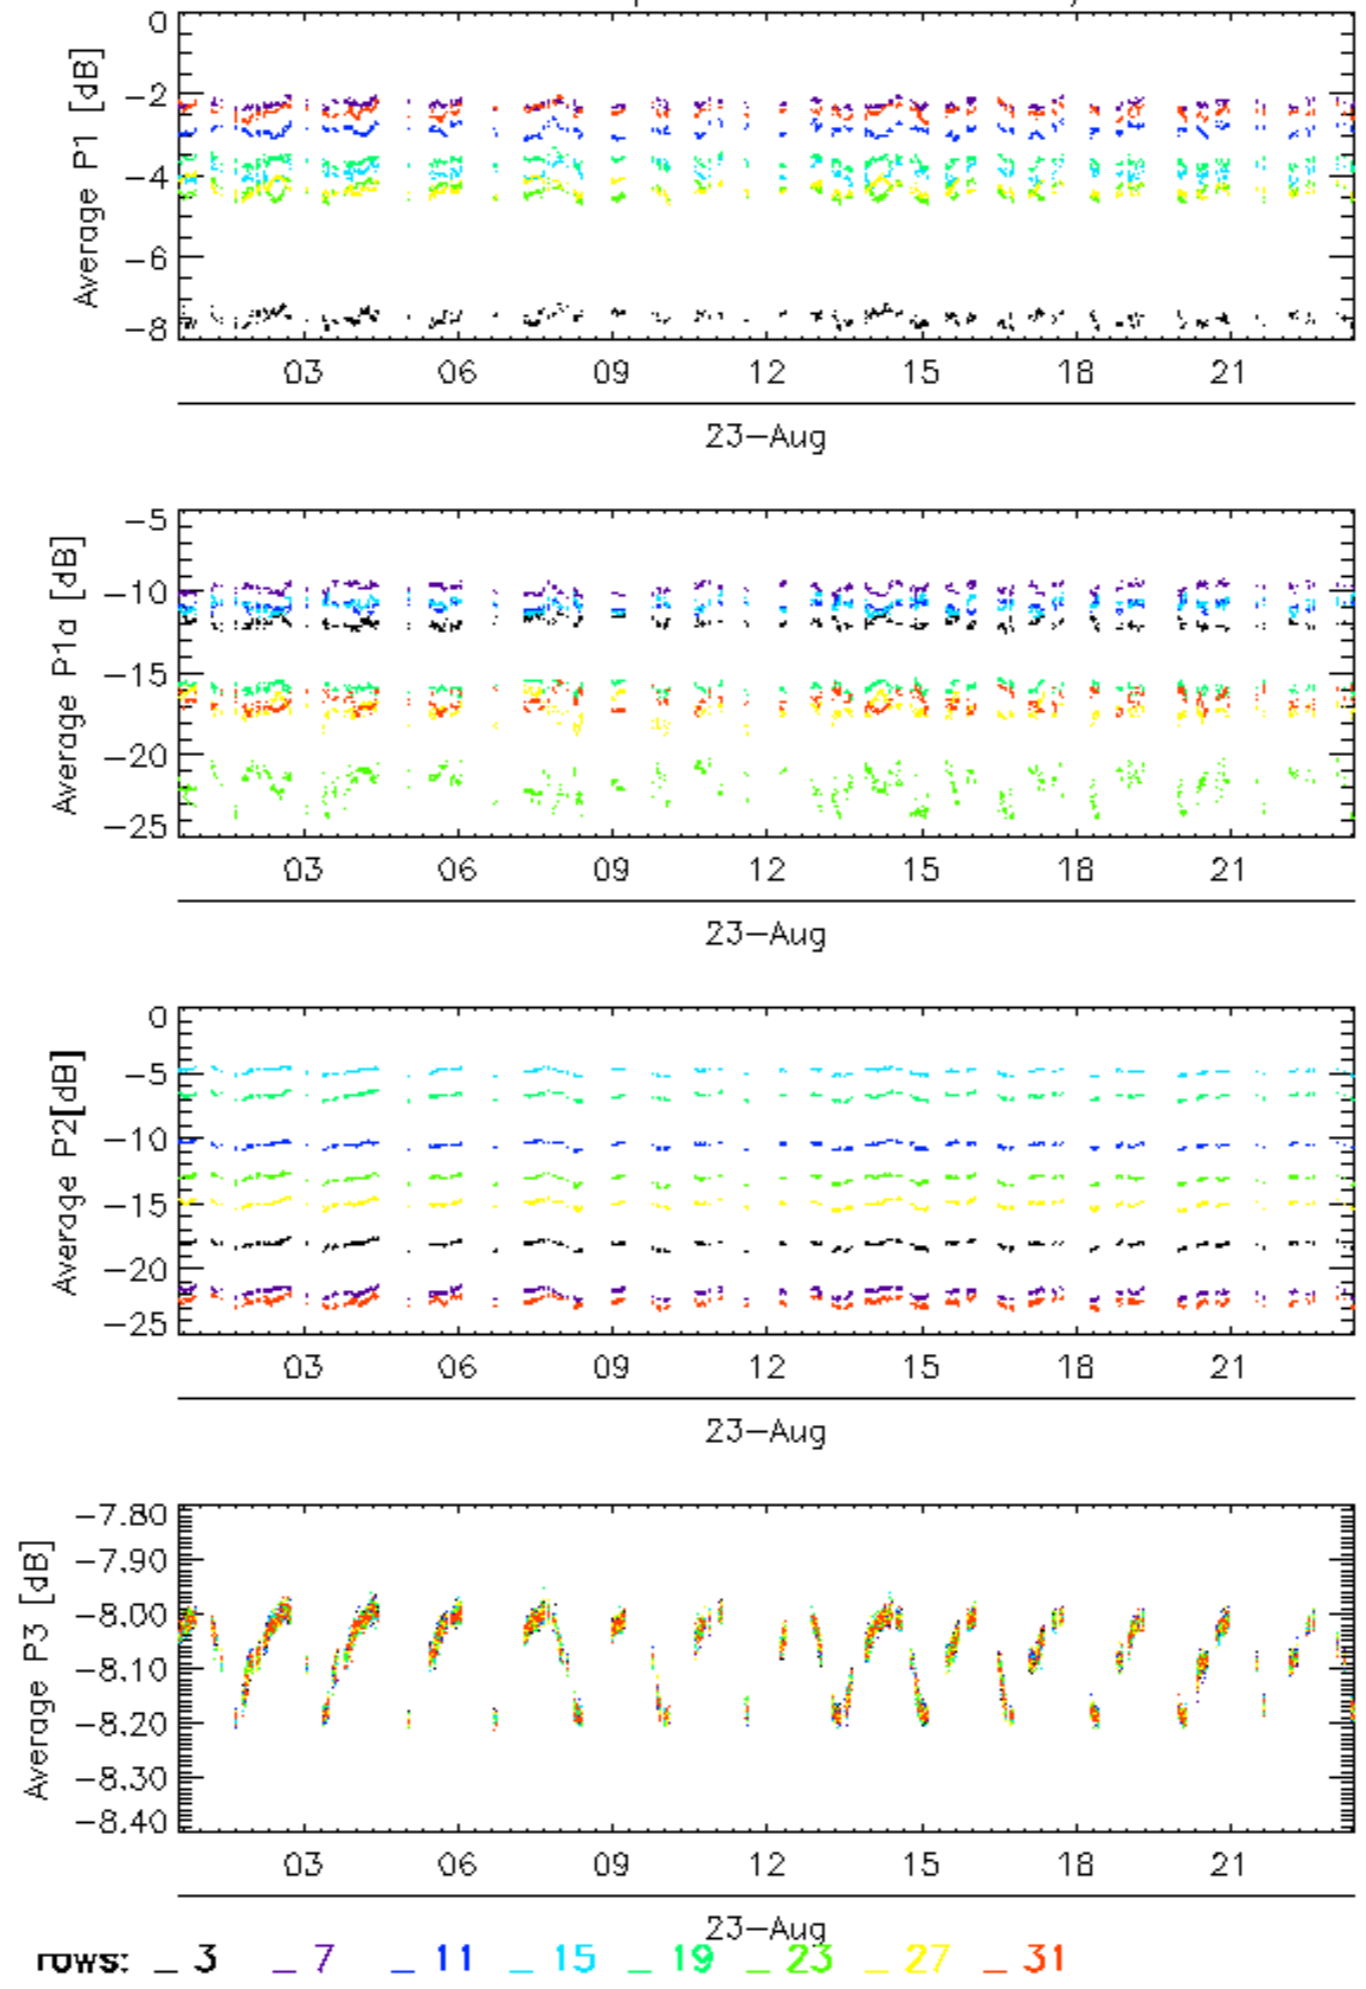 Average P1 [dB]
0
−2
−4
−6
−8
03 06 09 12 15 18 21
23−Aug
Average P1a [dB]
−5
−10
−15
−20
−25
03 06 09 12 15 18 21
23−Aug
Average P2[dB]
0
−5
−10
−15
−20
−25
03 06 09 12 15 18 21
23−Aug
Average P3 [dB]
−7.80
−7.90
−8.00
−8.10
−8.20
−8.30
−8.40
03 06 09 12 15 18 21
23−Aug
rows: _ 3 _ 7 _ 11 _ 15 _ 19 _ 23 _ 27 _ 31